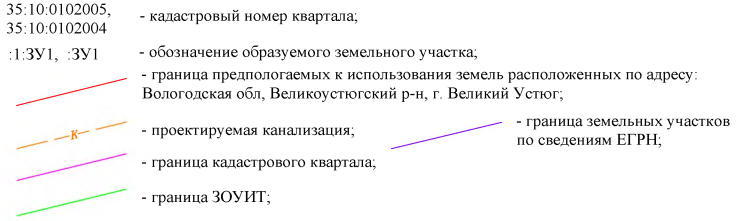 35:10:0102005,
35:10:0102004
- кадастровый номер квартала;
:1:ЗУ1, :ЗУ1
- обозначение образуемого земельного участка;
- граница предпологаемых к использования земель расположенных по адресу:
Вологодская обл, Великоустюгский р-н, г. Великий Устюг;
К
- проектируемая канализация;
- граница земельных участков
по сведениям ЕГРН;
- граница кадастрового квартала;
- граница ЗОУИТ;